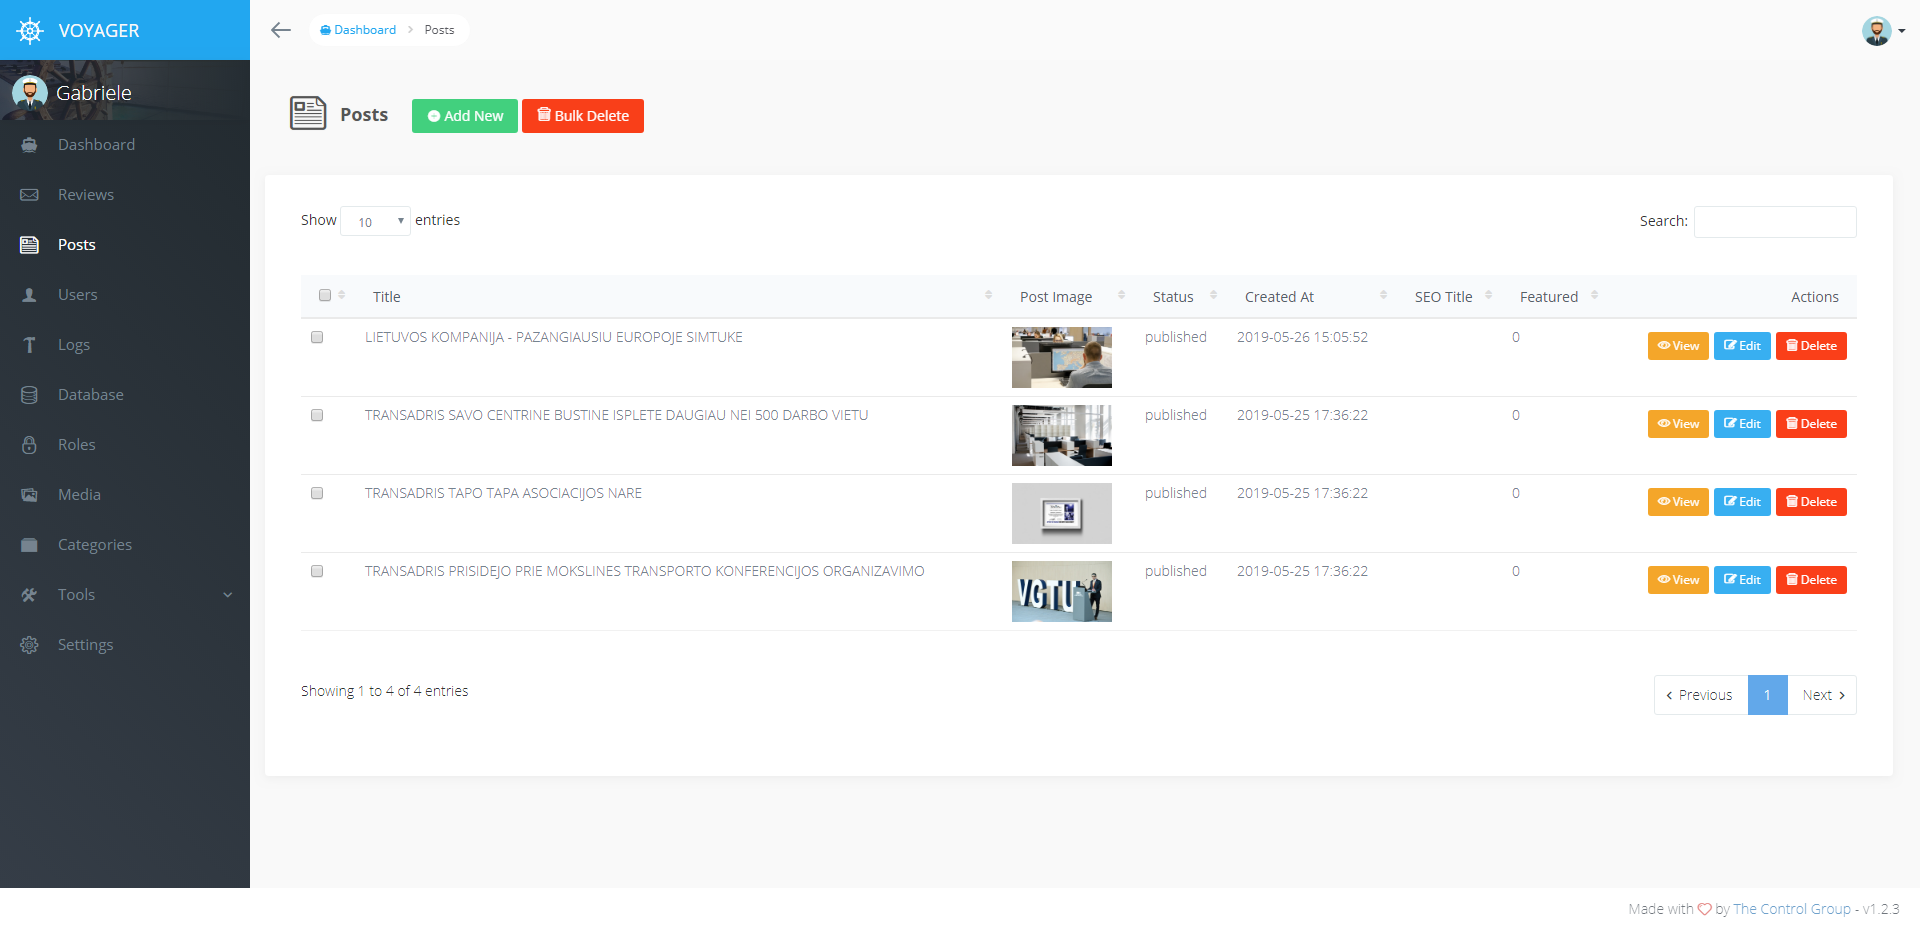 VOYAGER
Dashboard > Posts
Gabriele
Dashboard
Reviews
Posts
Users
Logs
Database
Roles
Media
Categories
Tools
Settings
Posts Add New Bulk Delete
Show 10 entries Search:
Title Post Image Status Created At SEO Title Featured Actions
LIETUVOS KOMPANIJA - PAZANGIAUSIU EUROPOJE SIMTUKE published 2019-05-26 15:05:52 0 View Edit Delete
TRANSADRIS SAVO CENTRINE BUSTINE ISPLETE DAUGIAU NEI 500 DARBO VIETU published 2019-05-25 17:36:22 0 View Edit Delete
TRANSADRIS TAPO TAPA ASOCIACIJOS NARE published 2019-05-25 17:36:22 0 View Edit Delete
TRANSADRIS PRISIDEJO PRIE MOKSLINES TRANSPORTO KONFERENCIJOS ORGANIZAVIMO VGTU published 2019-05-25 17:36:22 0 View Edit Delete
Showing 1 to 4 of 4 entries
‹ Previous 1 Next ›
Made with ♡ by The Control Group - v1.2.3